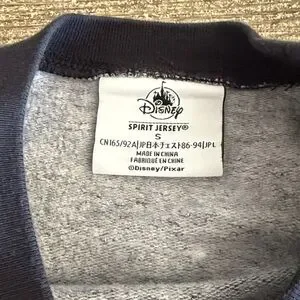 Disney
SPIRIT JERSEY®
S
CN165/92A|JP日本チェスト86-94|JPL
MADE IN CHINA
FABRIQUÉ EN CHINE
©Disney/Pixar